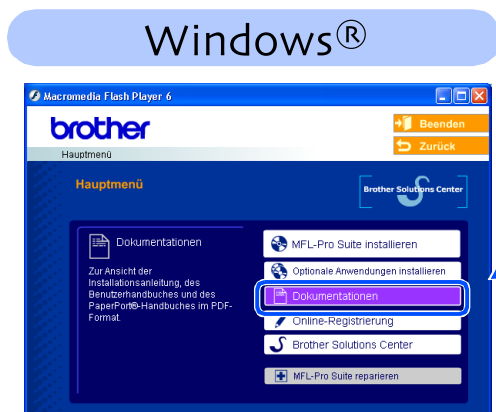 Windows®
Macromedia Flash Player 6
brother
Beenden
Zurück
Hauptmenü
Hauptmenü
Brother Solutions Center
Dokumentationen
Zur Ansicht der
Installationsanleitung, des
Benutzerhandbuches und des
PaperPort®-Handbuches im PDF-
Format.
MFL-Pro Suite installieren
Optionale Anwendungen installieren
Dokumentationen
Online-Registrierung
Brother Solutions Center
MFL-Pro Suite reparieren